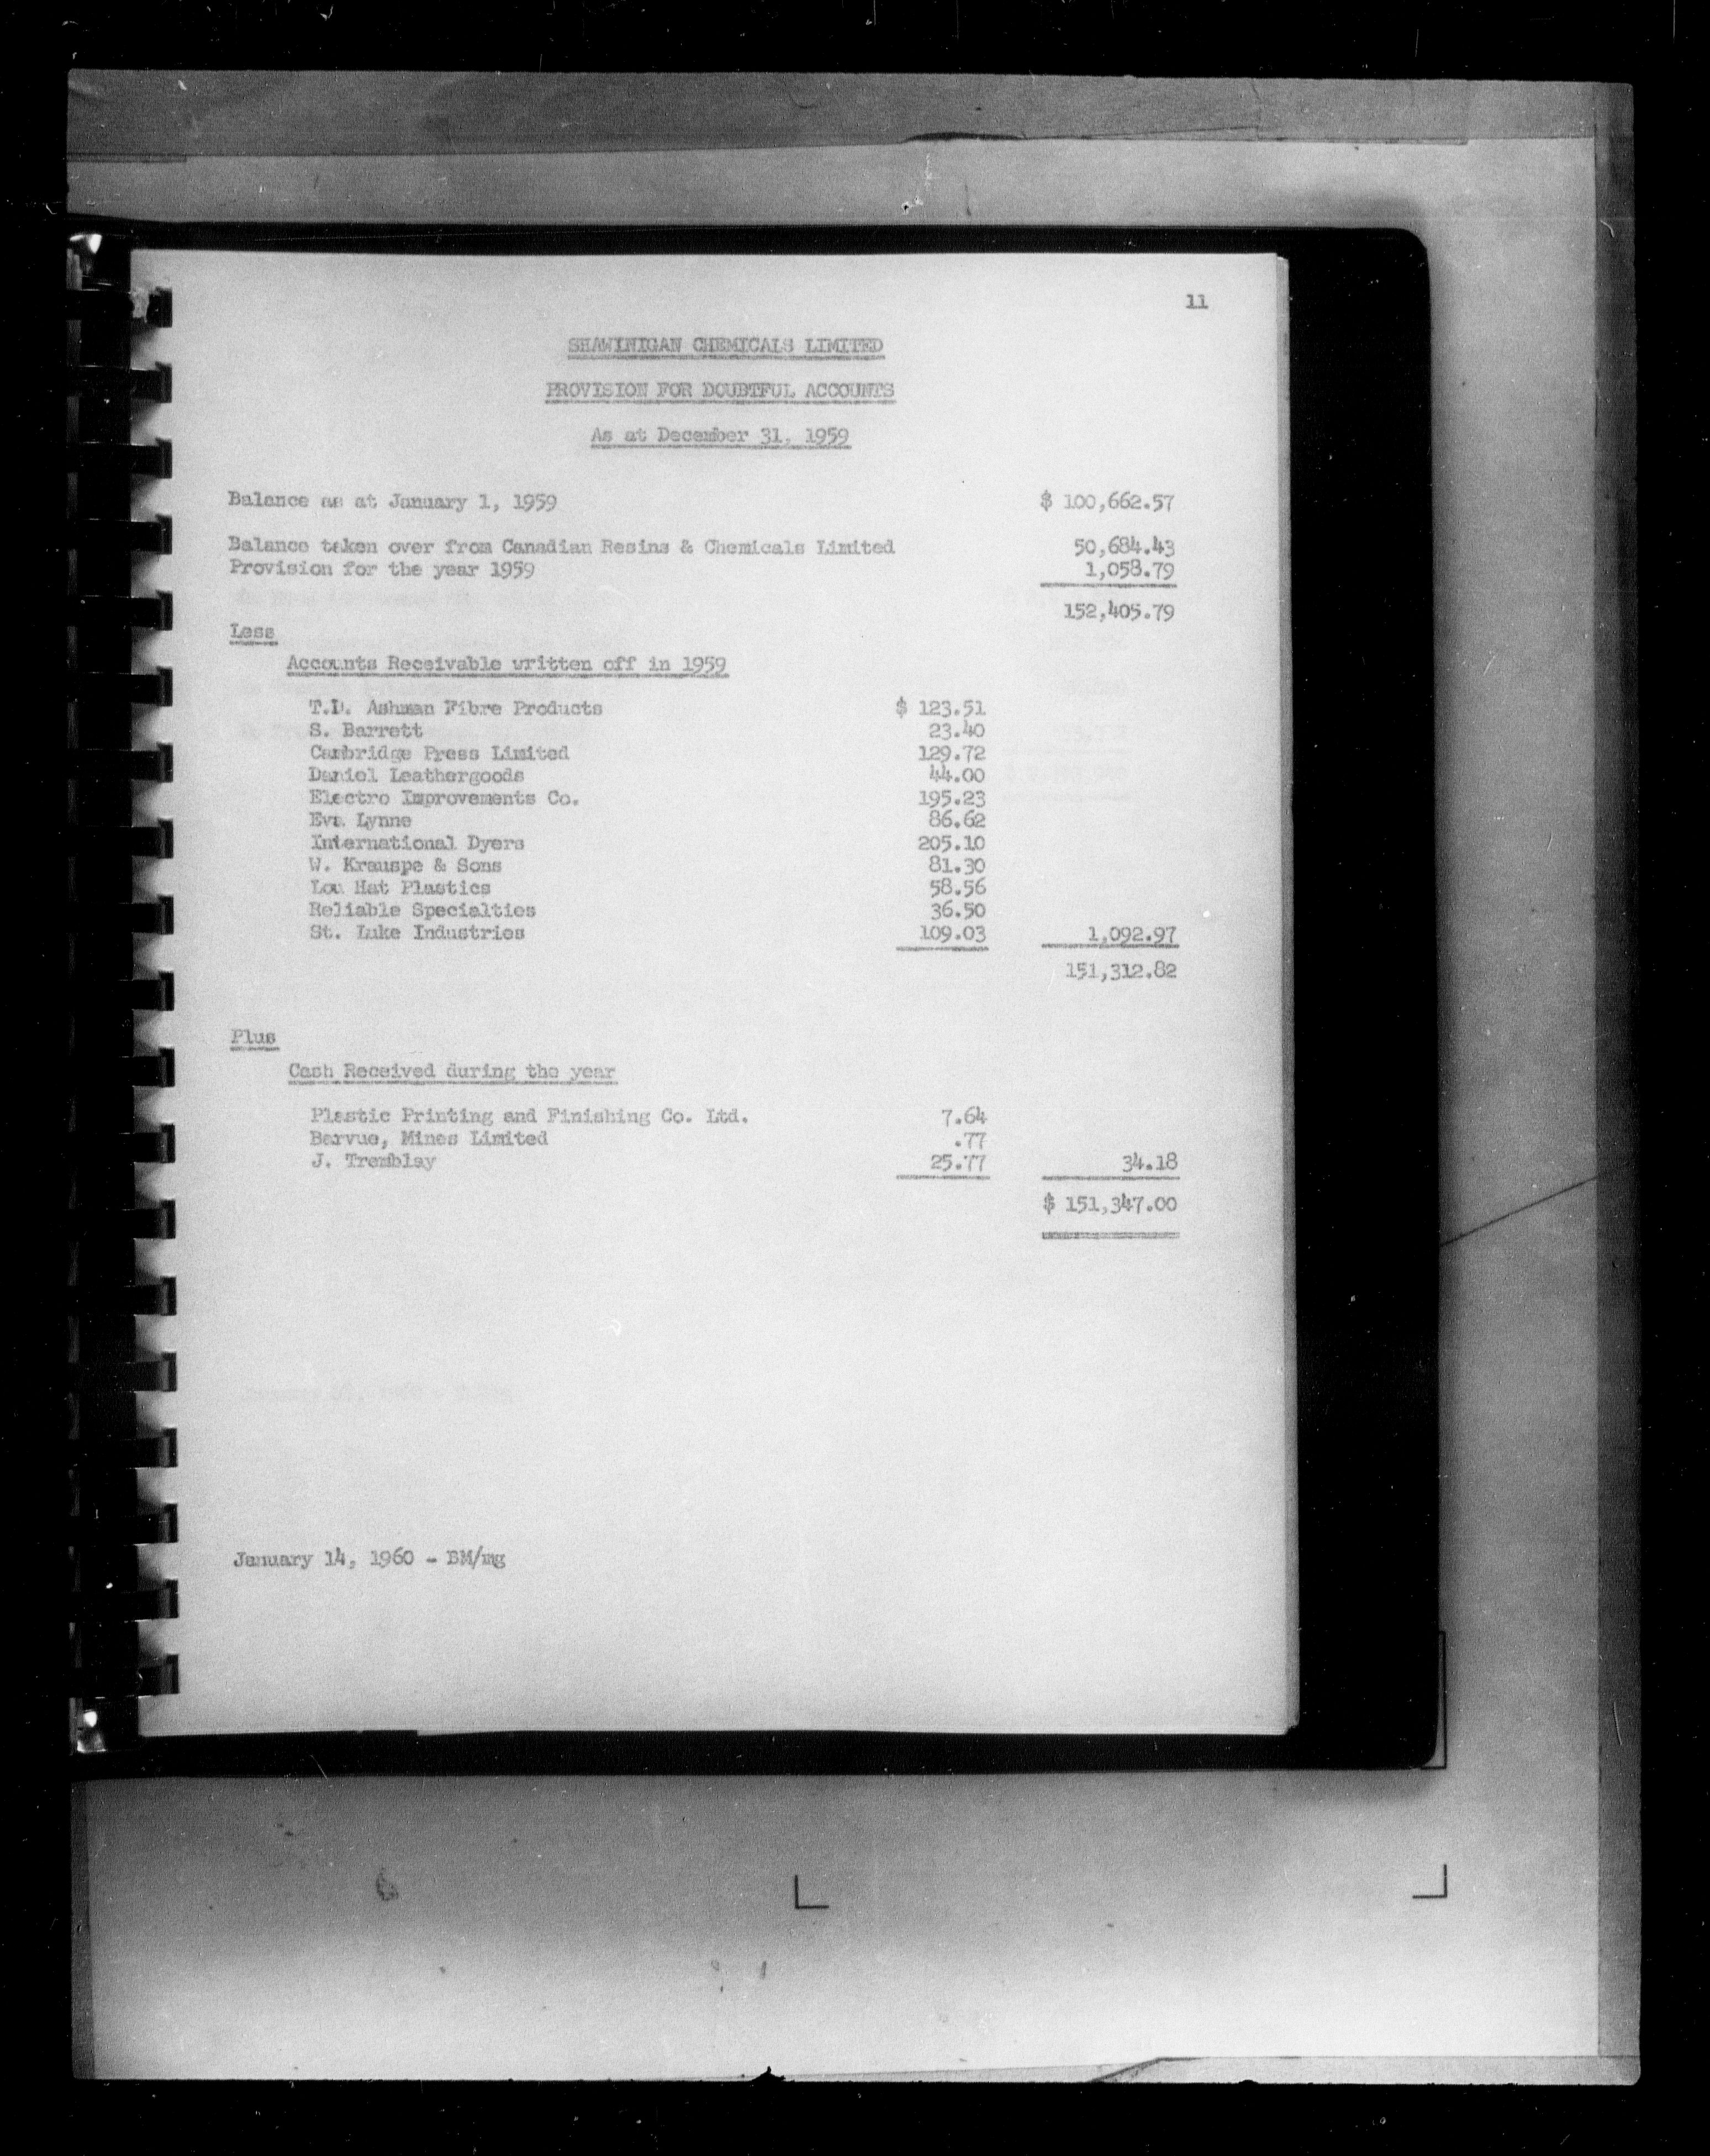 11
SHAWINIGAN CHEMICALS LIMITED
PROVISION FOR DOUBTFUL ACCOUNTS
As at December 31, 1959
Balance as at January 1, 1959 $ 100,662.57
Balance taken over from Canadian Resins & Chemicals Limited 50,684.43
Provision for the year 1959 1,058.79
152,405.79
Less
Accounts Receivable written off in 1959
T.D. Ashman Fibre Products $ 123.51
S. Barrett 23.40
Cambridge Press Limited 129.72
Daniel Leathergoods 44.00
Electro Improvements Co. 195.23
Eva Lynne 86.62
International Dyers 205.10
W. Krauspe & Sons 81.30
Lou Hat Plastics 58.56
Reliable Specialties 36.50
St. Luke Industries 109.03 1,092.97
151,312.82
Plus
Cash Received during the year
Plastic Printing and Finishing Co. Ltd. 7.64
Barvue, Mines Limited .77
J. Tremblay 25.77 34.18
$ 151,347.00
January 14, 1960 - BM/mg